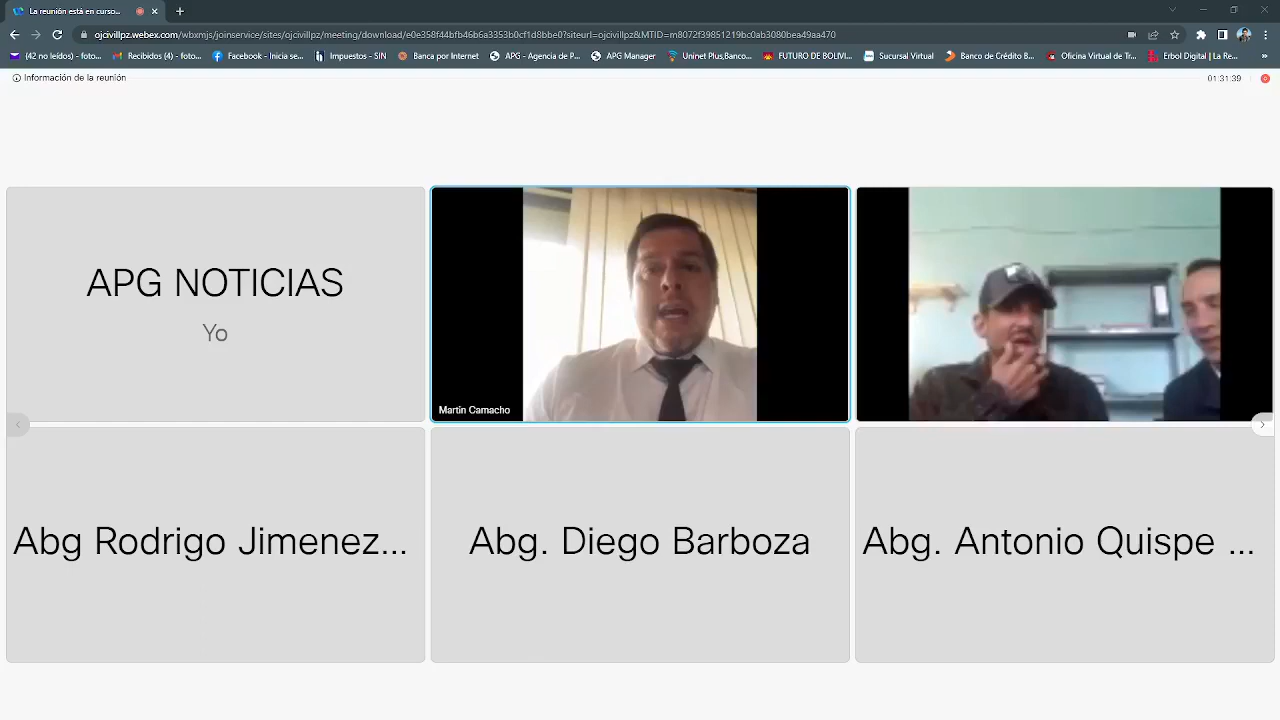 La reunión está en curso...
ojcivillpz.webex.com/wbxmjs/joinservice/sites/ojcivillpz/meeting/download/e0e358f44bfb46b6a3353b0cf1d9bbe0?siteurl=ojcivillpz&MTID=m8072f39851219bc0ab3080bea49aa470
(42 no leídos) - foto...
Recibidos (4) - foto...
Facebook - Inicia se...
Impuestos - SIN
Banca por Internet
APG - Agencia de P...
APG Manager
Uninet Plus,Banco...
FUTURO DE BOLIVI...
Sucursal Virtual
Banco de Crédito B...
Oficina Virtual de Tr...
Erbol Digital | La Re...
Información de la reunión
01:31:39
APG NOTICIAS
Yo
Martin Camacho
Abg Rodrigo Jimenez...
Abg. Diego Barboza
Abg. Antonio Quispe ...